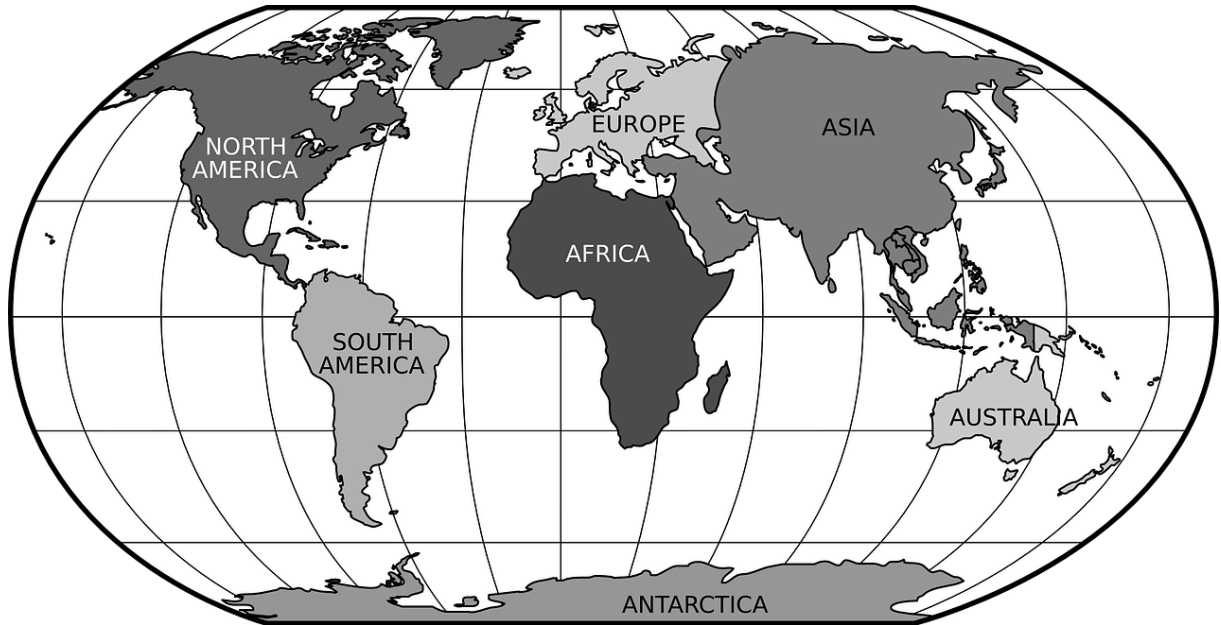 EUROPE
ASIA
NORTH
AMERICA
AFRICA
SOUTH
AMERICA
AUSTRALIA
ANTARCTICA